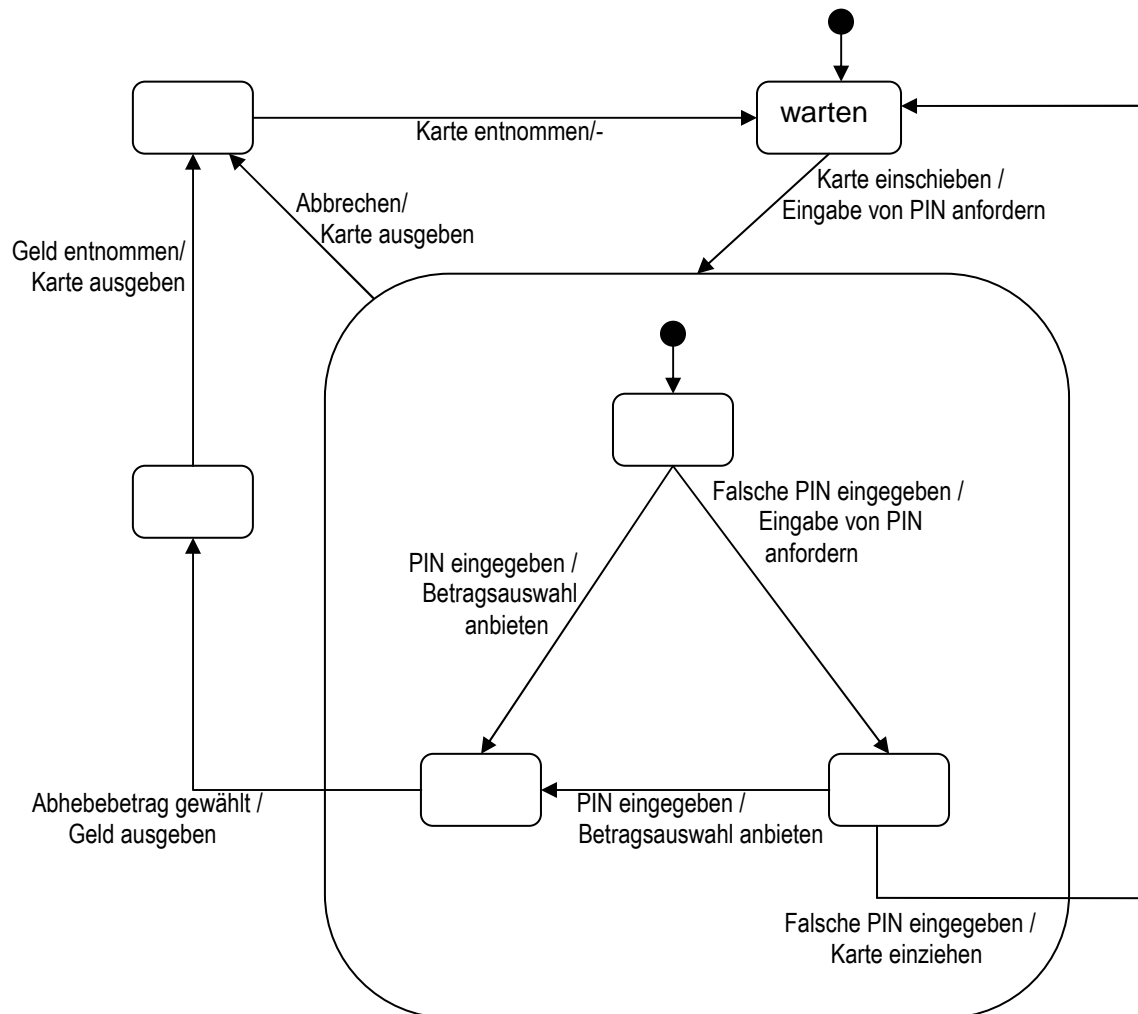 warten
Karte entnommen/-
Karte einschieben /
Eingabe von PIN anfordern
Abbrechen/
Karte ausgeben
Geld entnommen/
Karte ausgeben
Falsche PIN eingegeben /
Eingabe von PIN
anfordern
PIN eingegeben /
Betragsauswahl
anbieten
Abhebebetrag gewählt /
Geld ausgeben
PIN eingegeben /
Betragsauswahl anbieten
Falsche PIN eingegeben /
Karte einziehen